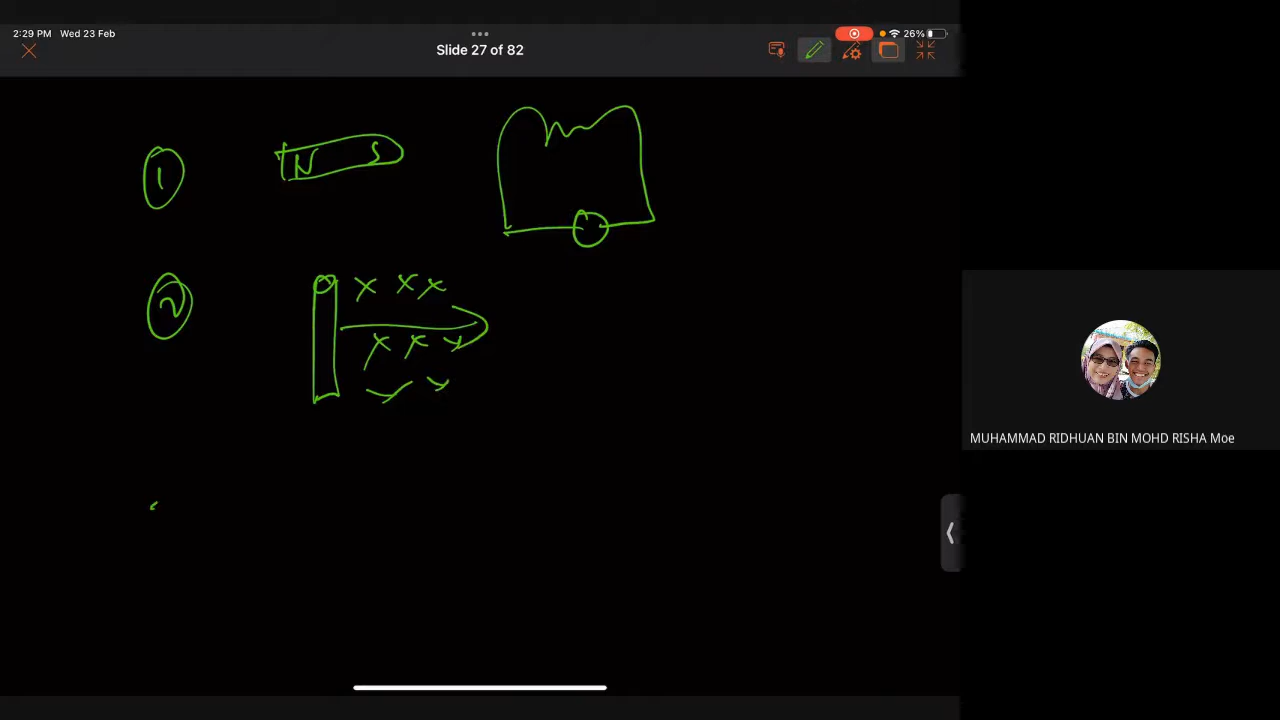 2:29 PM Wed 23 Feb
26%
Slide 27 of 82
1
N S
2
x x x
x x x
MUHAMMAD RIDHUAN BIN MOHD RISHA Moe